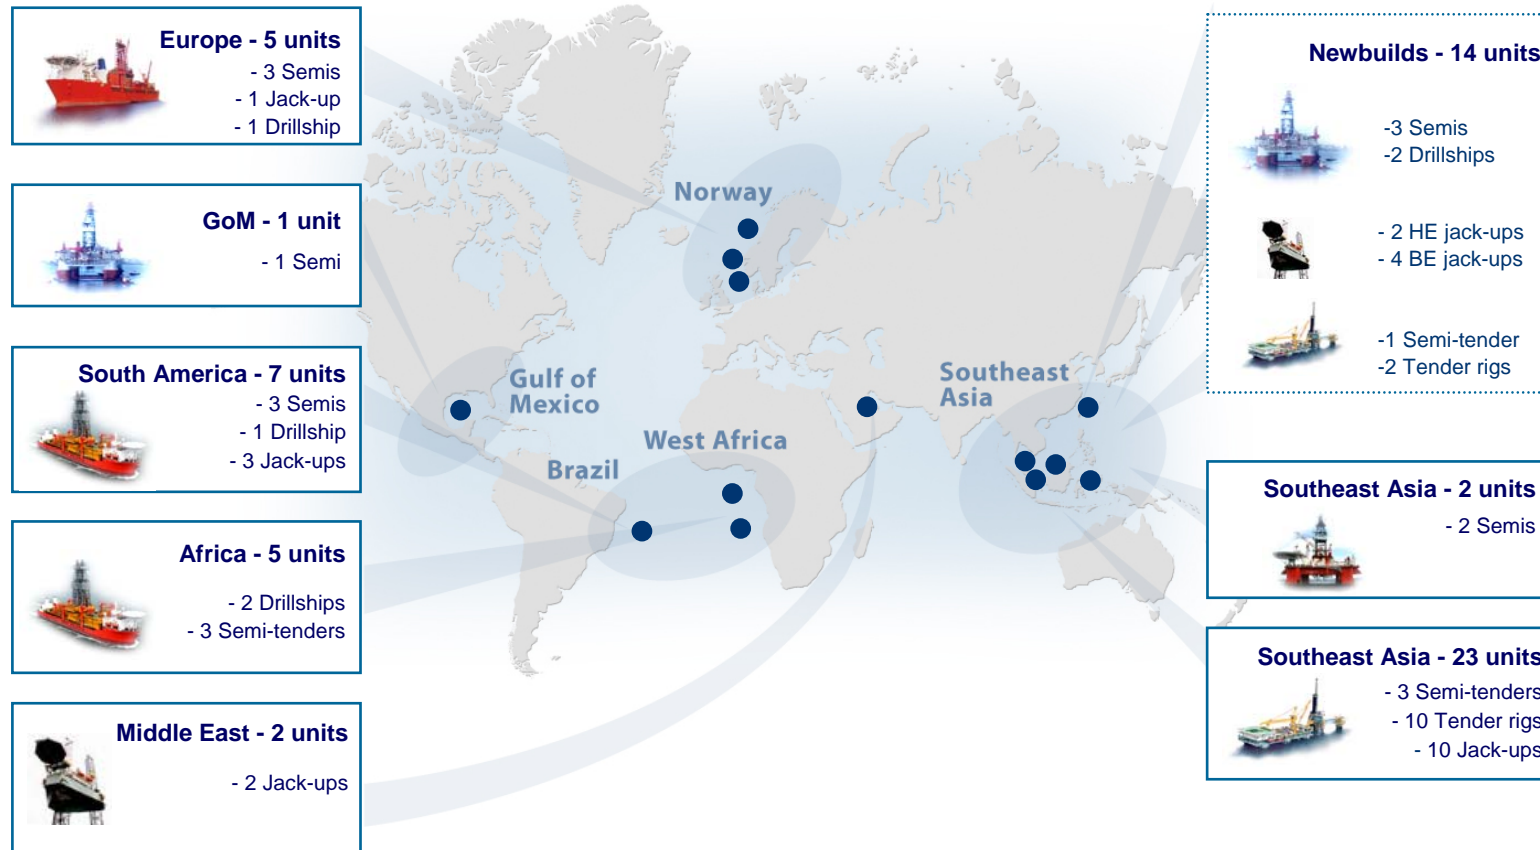 Europe - 5 units
- 3 Semis
- 1 Jack-up
- 1 Drillship
GoM - 1 unit
- 1 Semi
South America - 7 units
- 3 Semis
- 1 Drillship
- 3 Jack-ups
Africa - 5 units
- 2 Drillships
- 3 Semi-tenders
Middle East - 2 units
- 2 Jack-ups
Norway
Gulf of
Mexico
West Africa
Brazil
Southeast
Asia
Newbuilds - 14 units
-3 Semis
-2 Drillships
- 2 HE jack-ups
- 4 BE jack-ups
-1 Semi-tender
-2 Tender rigs
Southeast Asia - 2 units
- 2 Semis
Southeast Asia - 23 units
- 3 Semi-tenders
- 10 Tender rigs
- 10 Jack-ups